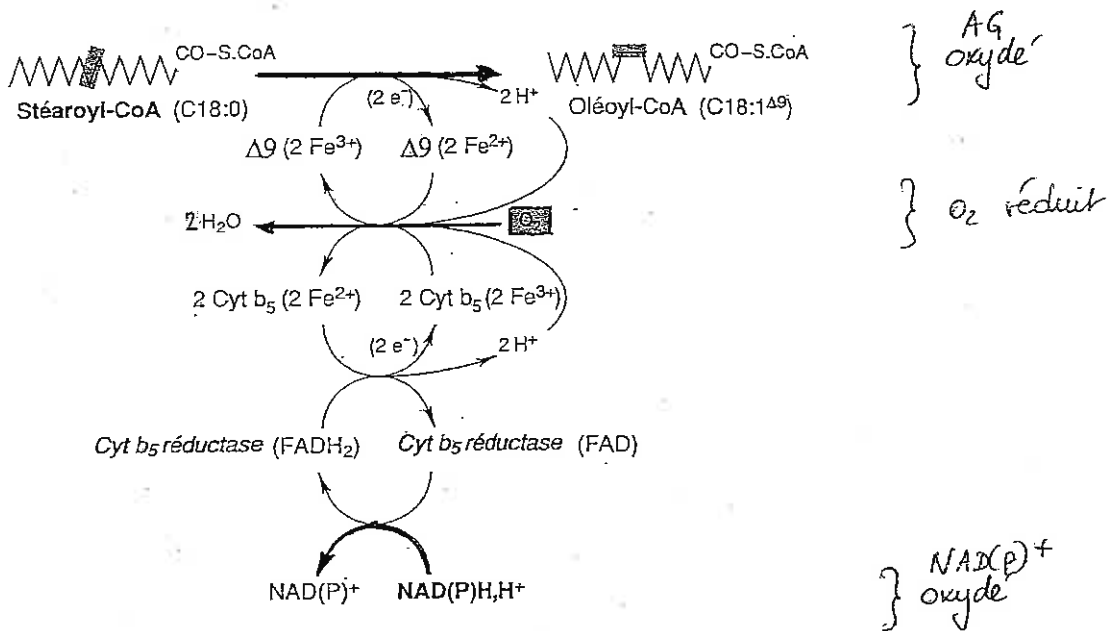 CO–S.CoA
CO–S.CoA
AG
oxydé
Stéaroyl-CoA (C18:0)
(2 e⁻)
2 H⁺
Oléoyl-CoA (C18:1Δ9)
Δ9 (2 Fe³⁺)
Δ9 (2 Fe²⁺)
2 H₂O
O₂
O₂ réduit
2 Cyt b₅ (2 Fe²⁺)
2 Cyt b₅ (2 Fe³⁺)
(2 e⁻)
2 H⁺
Cyt b₅ réductase (FADH₂)
Cyt b₅ réductase (FAD)
NAD(P)⁺
NAD(P)H,H⁺
NAD(P)⁺
oxydé